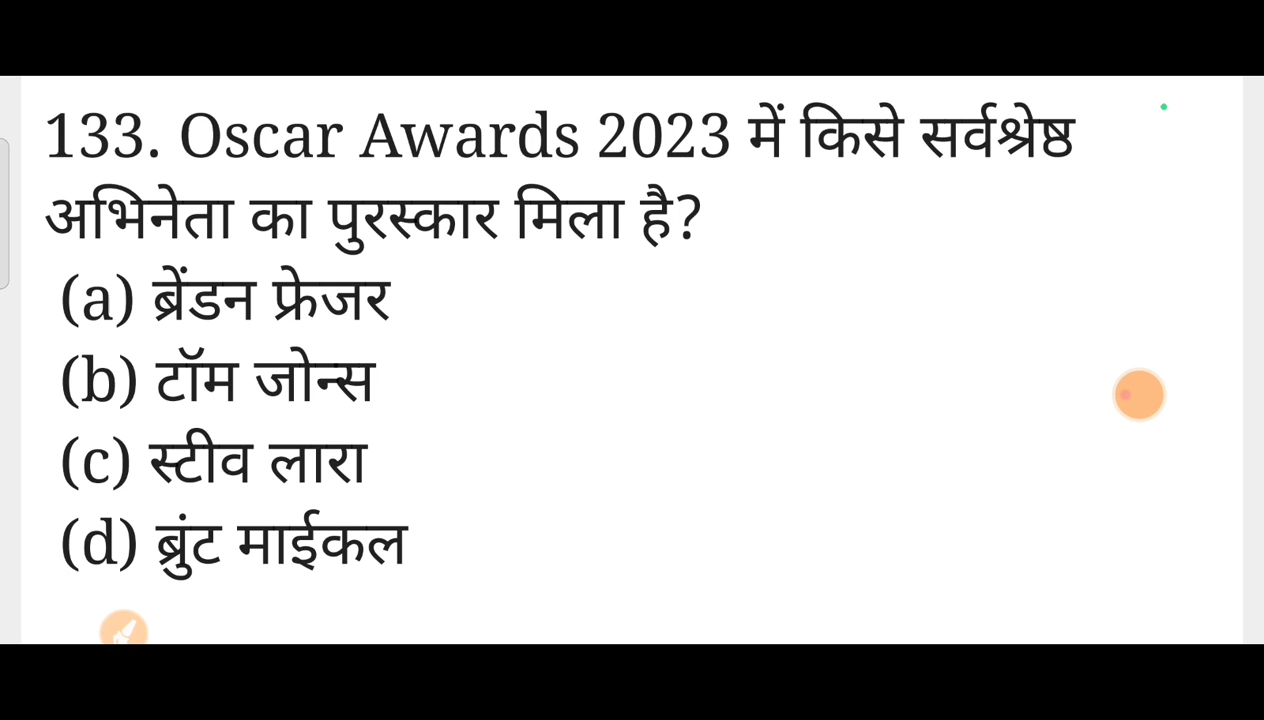 133. Oscar Awards 2023 में किसे सर्वश्रेष्ठ
अभिनेता का पुरस्कार मिला है?
(a) ब्रेंडन फ्रेजर
(b) टॉम जोन्स
(c) स्टीव लारा
(d) ब्रुंट माईकल